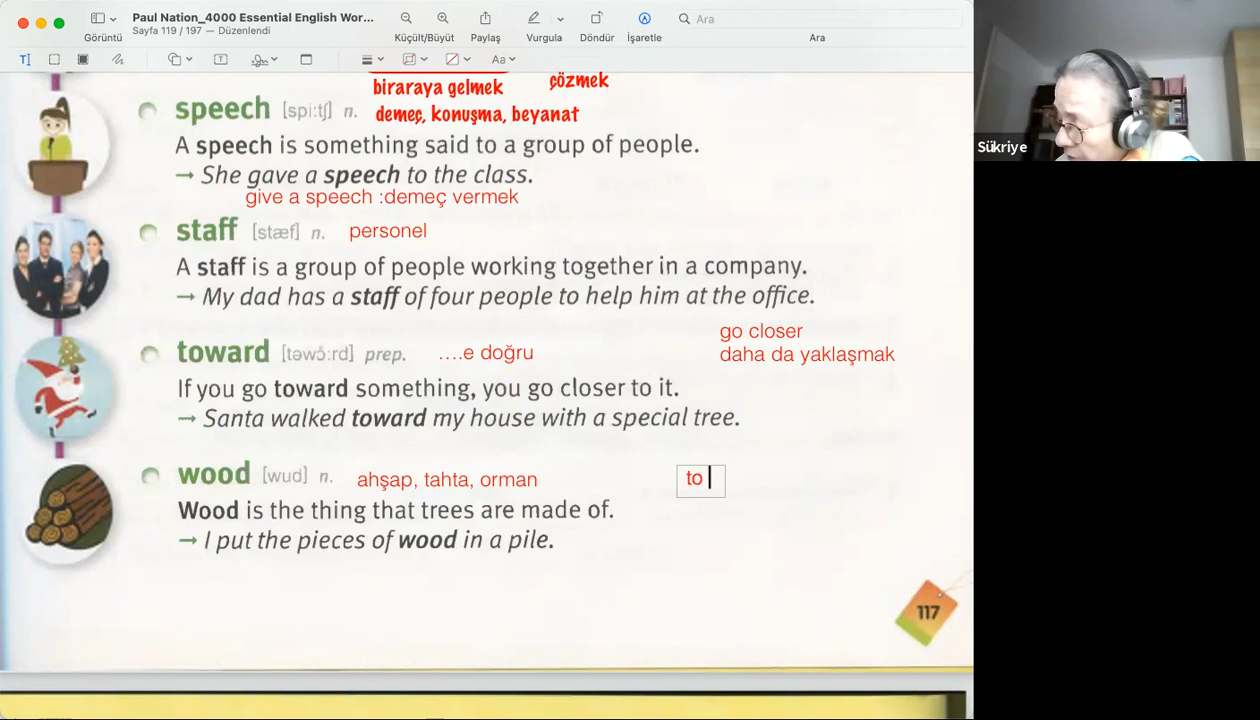 Paul Nation_4000 Essential English Wor...
Sayfa 119 / 197 — Düzenlendi
Görüntü
Küçült/Büyüt
Paylaş
Vurgula
Döndür
İşaretle
Ara
Ara
Aa
biraraya gelmek
çözmek
speech [spi:tʃ] n. demeç, konuşma, beyanat
A speech is something said to a group of people.
→ She gave a speech to the class.
give a speech :demeç vermek
staff [stæf] n. personel
A staff is a group of people working together in a company.
→ My dad has a staff of four people to help him at the office.
go closer
daha da yaklaşmak
toward [təwɔ́:rd] prep. ....e doğru
If you go toward something, you go closer to it.
→ Santa walked toward my house with a special tree.
wood [wud] n. ahşap, tahta, orman
to
Wood is the thing that trees are made of.
→ I put the pieces of wood in a pile.
117
Sükriye